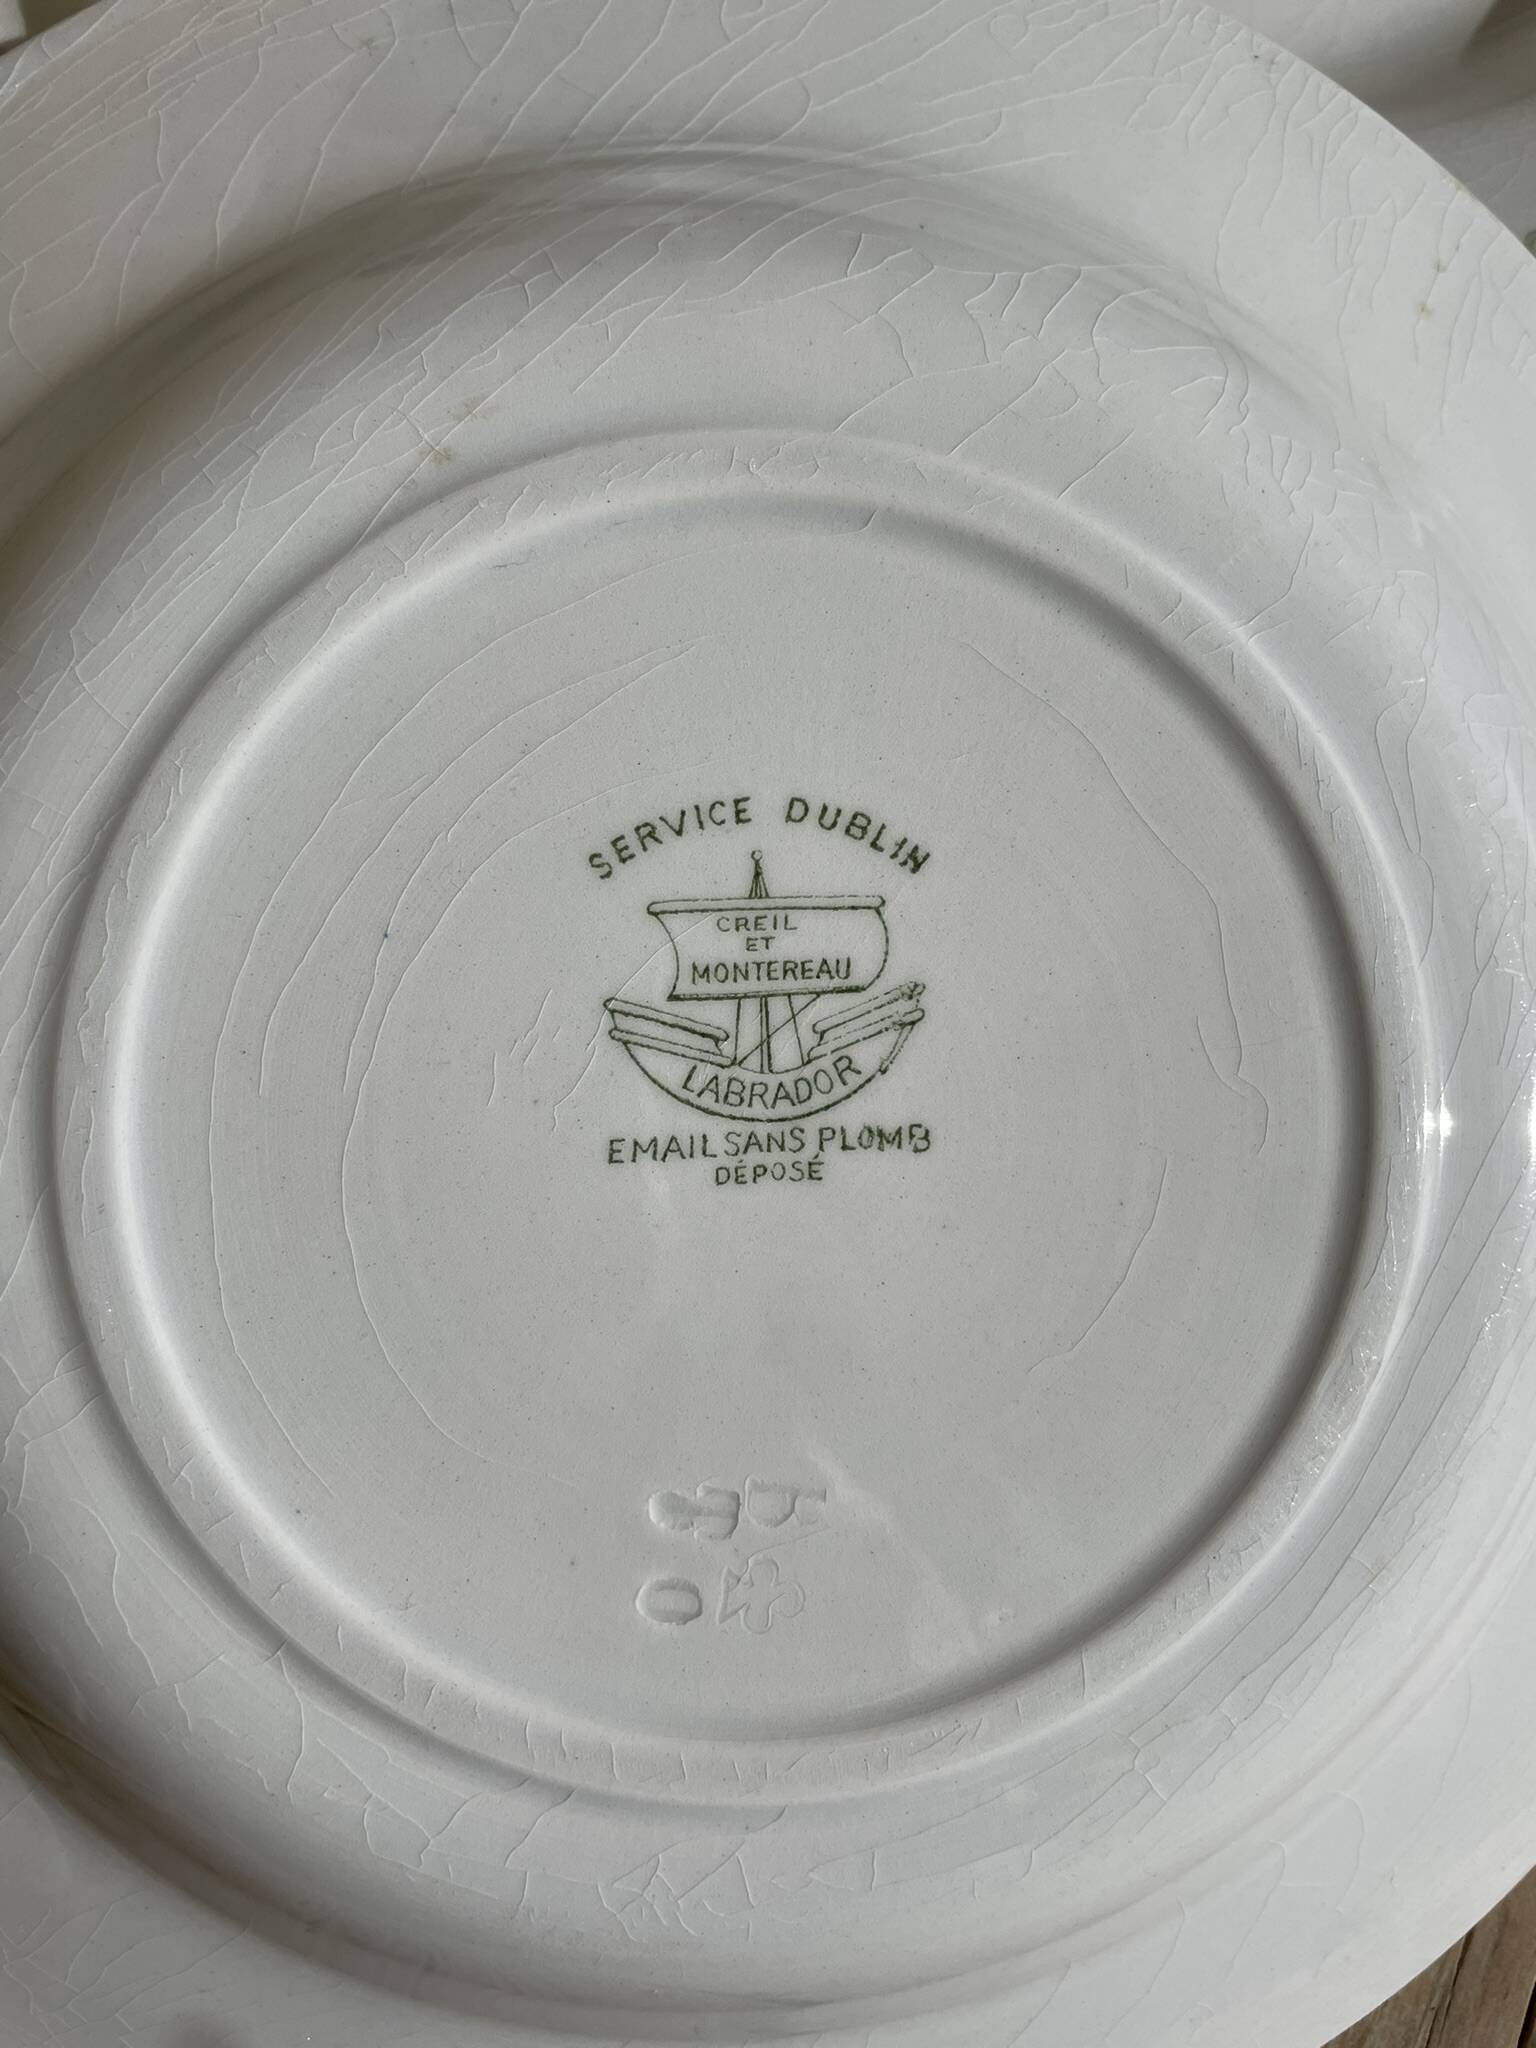 SERVICE DUBLIN
CREIL
ET
MONTEREAU
LABRADOR
EMAIL SANS PLOMB
DÉPOSÉ